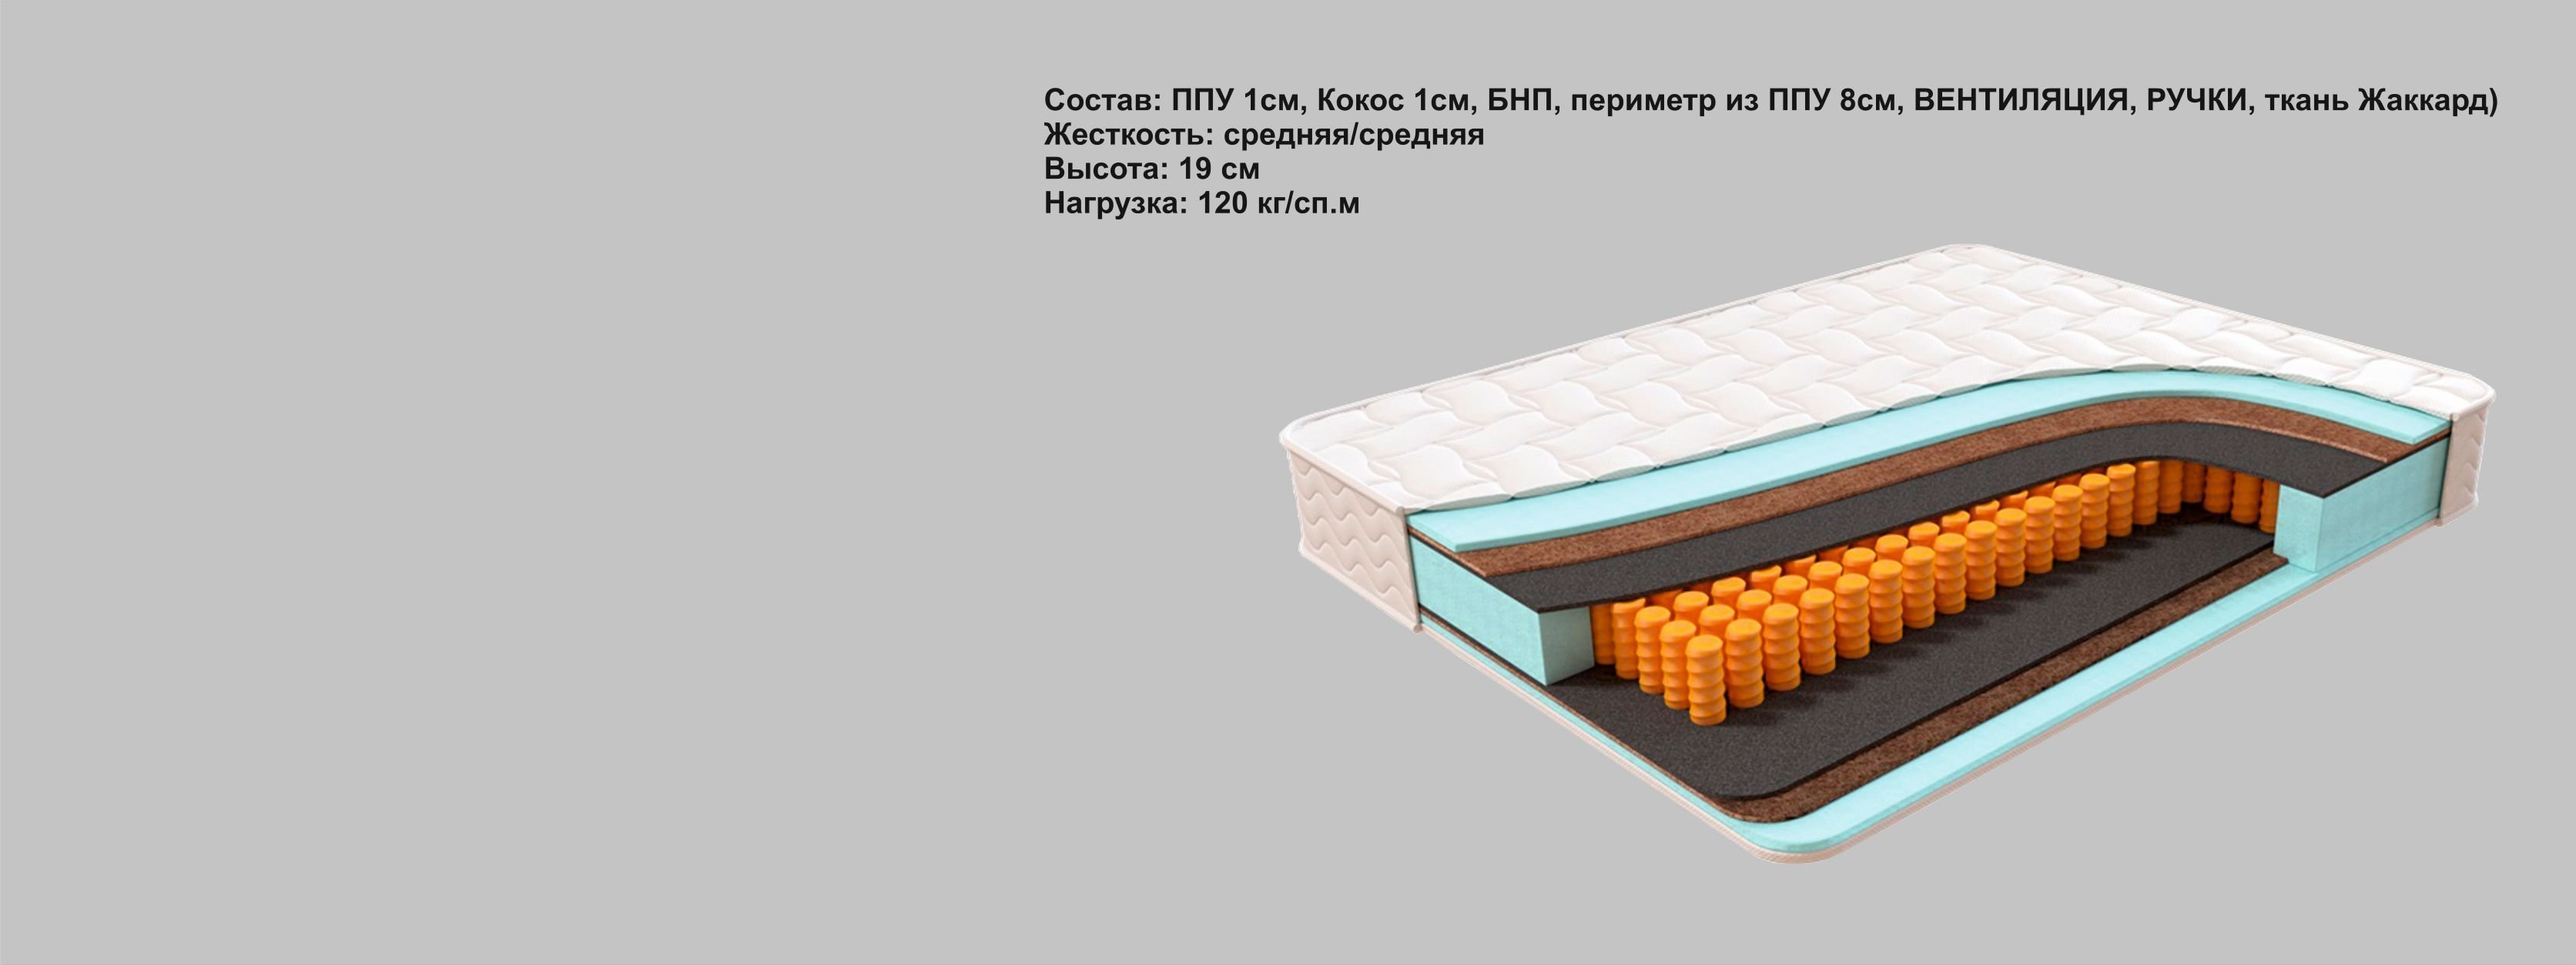 Состав: ППУ 1см, Кокос 1см, БНП, периметр из ППУ 8см, ВЕНТИЛЯЦИЯ, РУЧКИ, ткань Жаккард)
Жесткость: средняя/средняя
Высота: 19 см
Нагрузка: 120 кг/сп.м